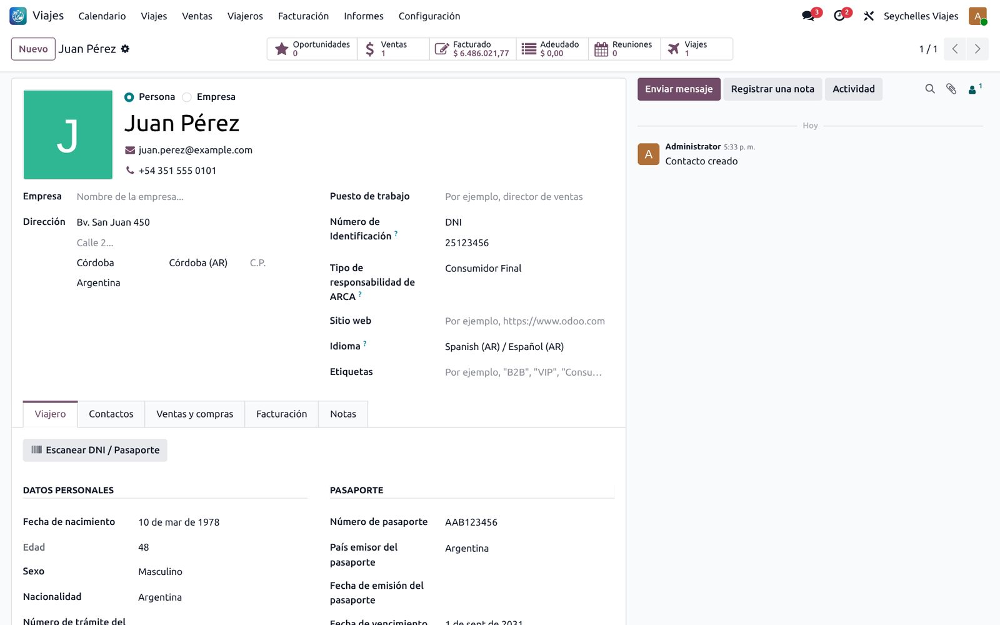 Viajes Calendario Viajes Ventas Viajeros Facturación Informes Configuración 3 2 Seychelles Viajes A
Nuevo Juan Pérez Oportunidades 0 Ventas 1 Facturado $ 6.486.021,77 Adeudado $ 0,00 Reuniones 0 Viajes 1 1 / 1
J
Persona Empresa
Juan Pérez
juan.perez@example.com
+54 351 555 0101
Empresa Nombre de la empresa...
Dirección Bv. San Juan 450
Calle 2...
Córdoba Córdoba (AR) C.P.
Argentina
Puesto de trabajo Por ejemplo, director de ventas
Número de Identificación ? DNI
25123456
Tipo de responsabilidad de ARCA ? Consumidor Final
Sitio web Por ejemplo, https://www.odoo.com
Idioma ? Spanish (AR) / Español (AR)
Etiquetas Por ejemplo, "B2B", "VIP", "Consu...
Viajero Contactos Ventas y compras Facturación Notas
Escanear DNI / Pasaporte
DATOS PERSONALES
Fecha de nacimiento 10 de mar de 1978
Edad 48
Sexo Masculino
Nacionalidad Argentina
Número de trámite del
PASAPORTE
Número de pasaporte AAB123456
País emisor del pasaporte Argentina
Fecha de emisión del pasaporte
Fecha de vencimiento 1 de sept de 2031
Enviar mensaje Registrar una nota Actividad 1
Hoy
A Administrator 5:33 p. m.
Contacto creado